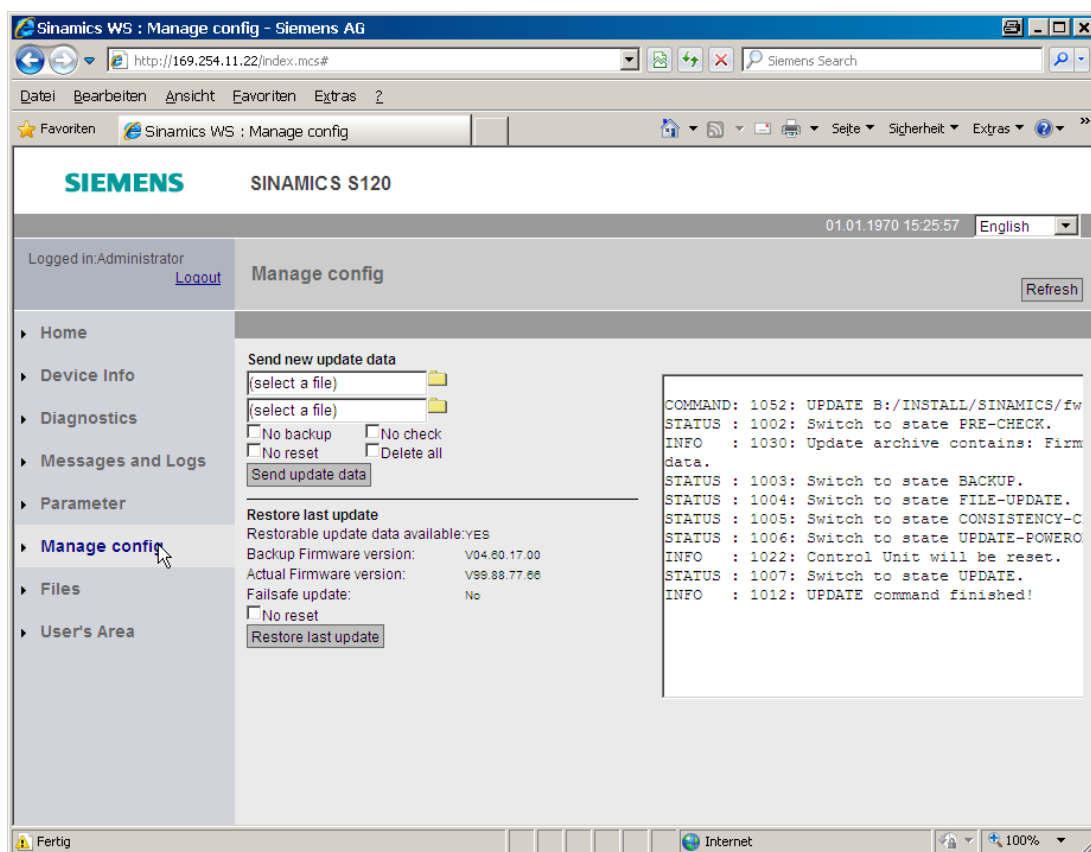 Sinamics WS : Manage config - Siemens AG
http://169.254.11.22/index.mcs#
Siemens Search
Datei Bearbeiten Ansicht Favoriten Extras ?
Favoriten Sinamics WS : Manage config Seite Sicherheit Extras
SIEMENS SINAMICS S120
01.01.1970 15:25:57 English
Logged in:Administrator
Logout
Manage config
Refresh
Home
Device Info
Diagnostics
Messages and Logs
Parameter
Manage config
Files
User's Area
Send new update data
(select a file)
(select a file)
No backup No check
No reset Delete all
Send update data
Restore last update
Restorable update data available:YES
Backup Firmware version: V04.60.17.00
Actual Firmware version: V99.88.77.66
Failsafe update: No
No reset
Restore last update
COMMAND: 1052: UPDATE B:/INSTALL/SINAMICS/fw
STATUS : 1002: Switch to state PRE-CHECK.
INFO : 1030: Update archive contains: Firm
data.
STATUS : 1003: Switch to state BACKUP.
STATUS : 1004: Switch to state FILE-UPDATE.
STATUS : 1005: Switch to state CONSISTENCY-C
STATUS : 1006: Switch to state UPDATE-POWERO
INFO : 1022: Control Unit will be reset.
STATUS : 1007: Switch to state UPDATE.
INFO : 1012: UPDATE command finished!
Fertig Internet 100%